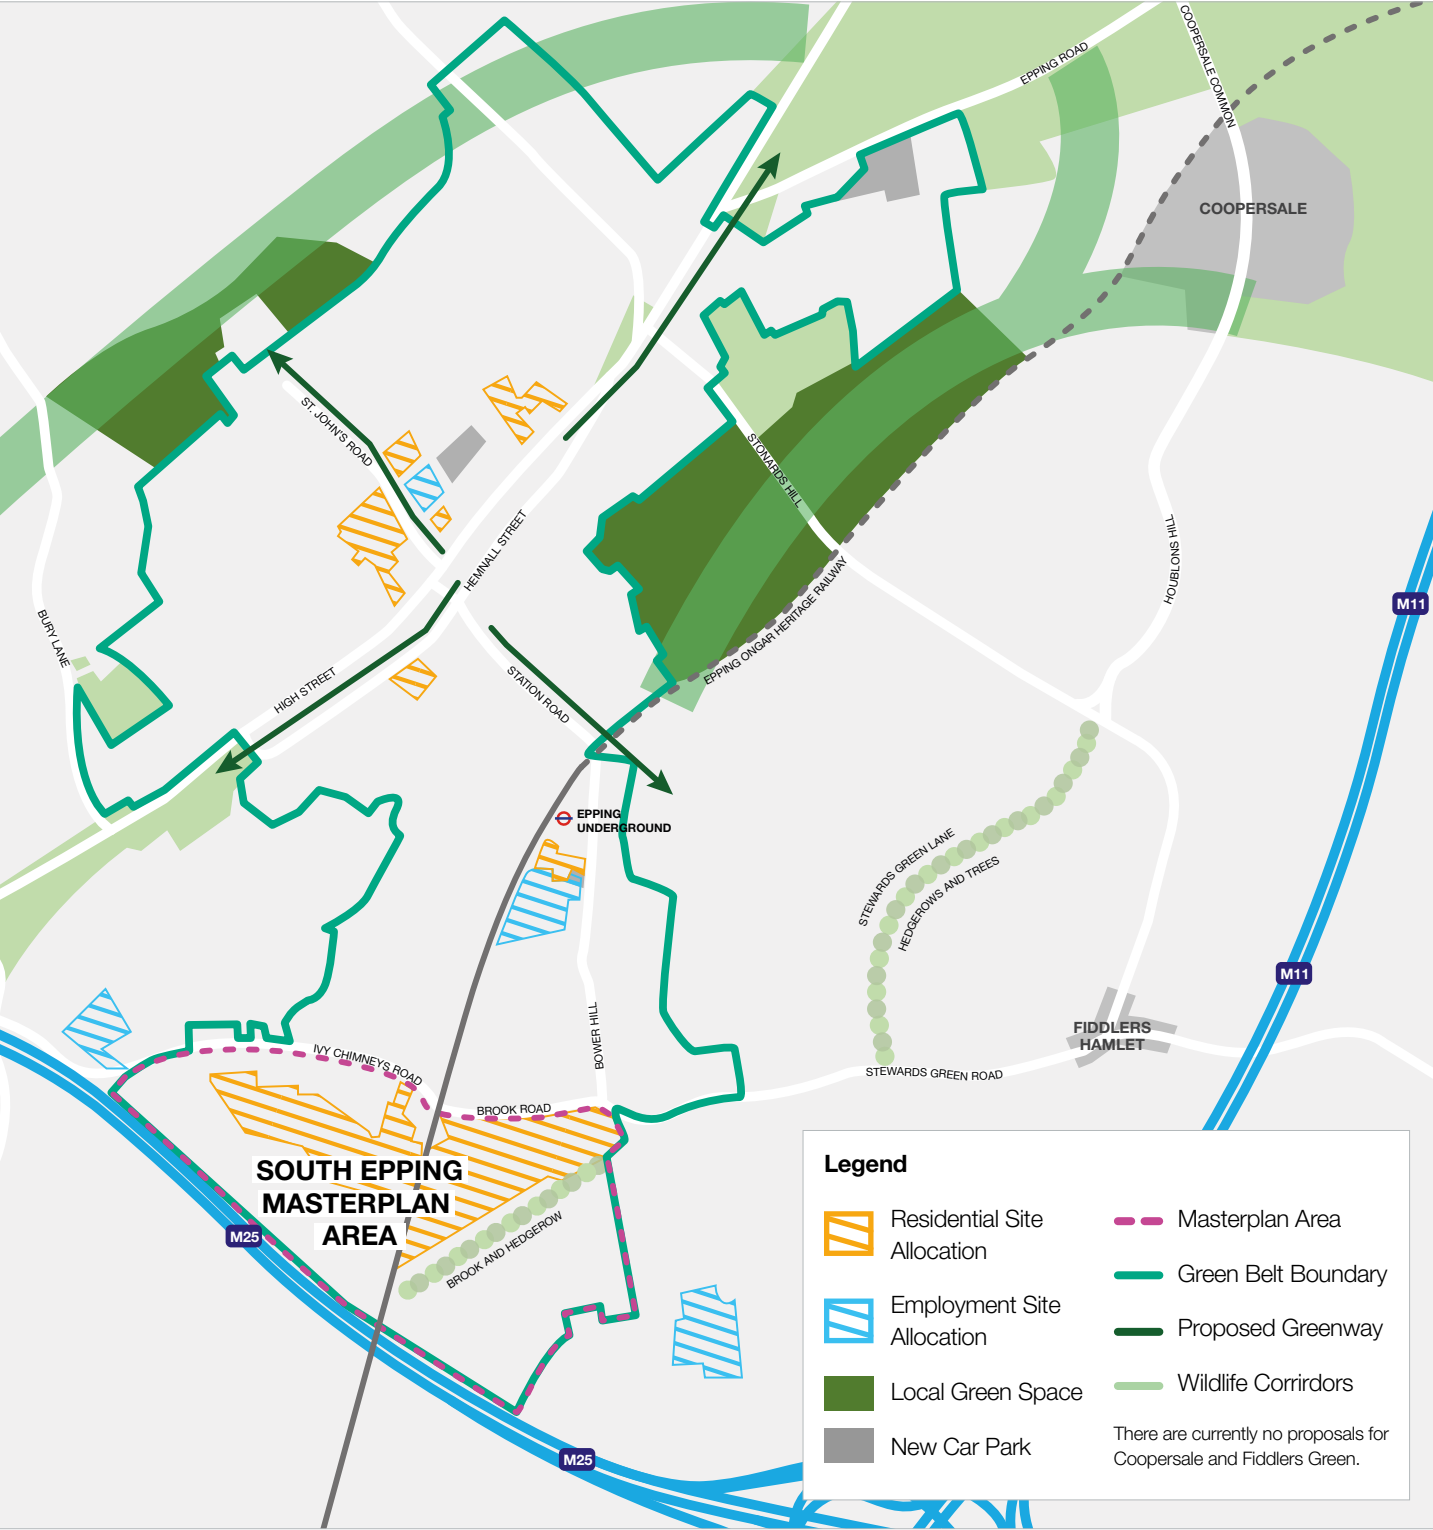 EPPING ROAD
COOPERSALE COMMON
COOPERSALE
ST. JOHN'S ROAD
STONARDS HILL
HEMNALL STREET
HOUBLONS HILL
EPPING ONGAR HERITAGE RAILWAY
M11
BURY LANE
HIGH STREET
STATION ROAD
EPPING
UNDERGROUND
STEWARDS GREEN LANE
HEDGEROWS AND TREES
M11
FIDDLERS
HAMLET
BOWER HILL
IVY CHIMNEYS ROAD
STEWARDS GREEN ROAD
BROOK ROAD
SOUTH EPPING
MASTERPLAN
AREA
M25
BROOK AND HEDGEROW
M25
Legend
Residential Site
Allocation
Employment Site
Allocation
Local Green Space
New Car Park
Masterplan Area
Green Belt Boundary
Proposed Greenway
Wildlife Corrirdors
There are currently no proposals for
Coopersale and Fiddlers Green.